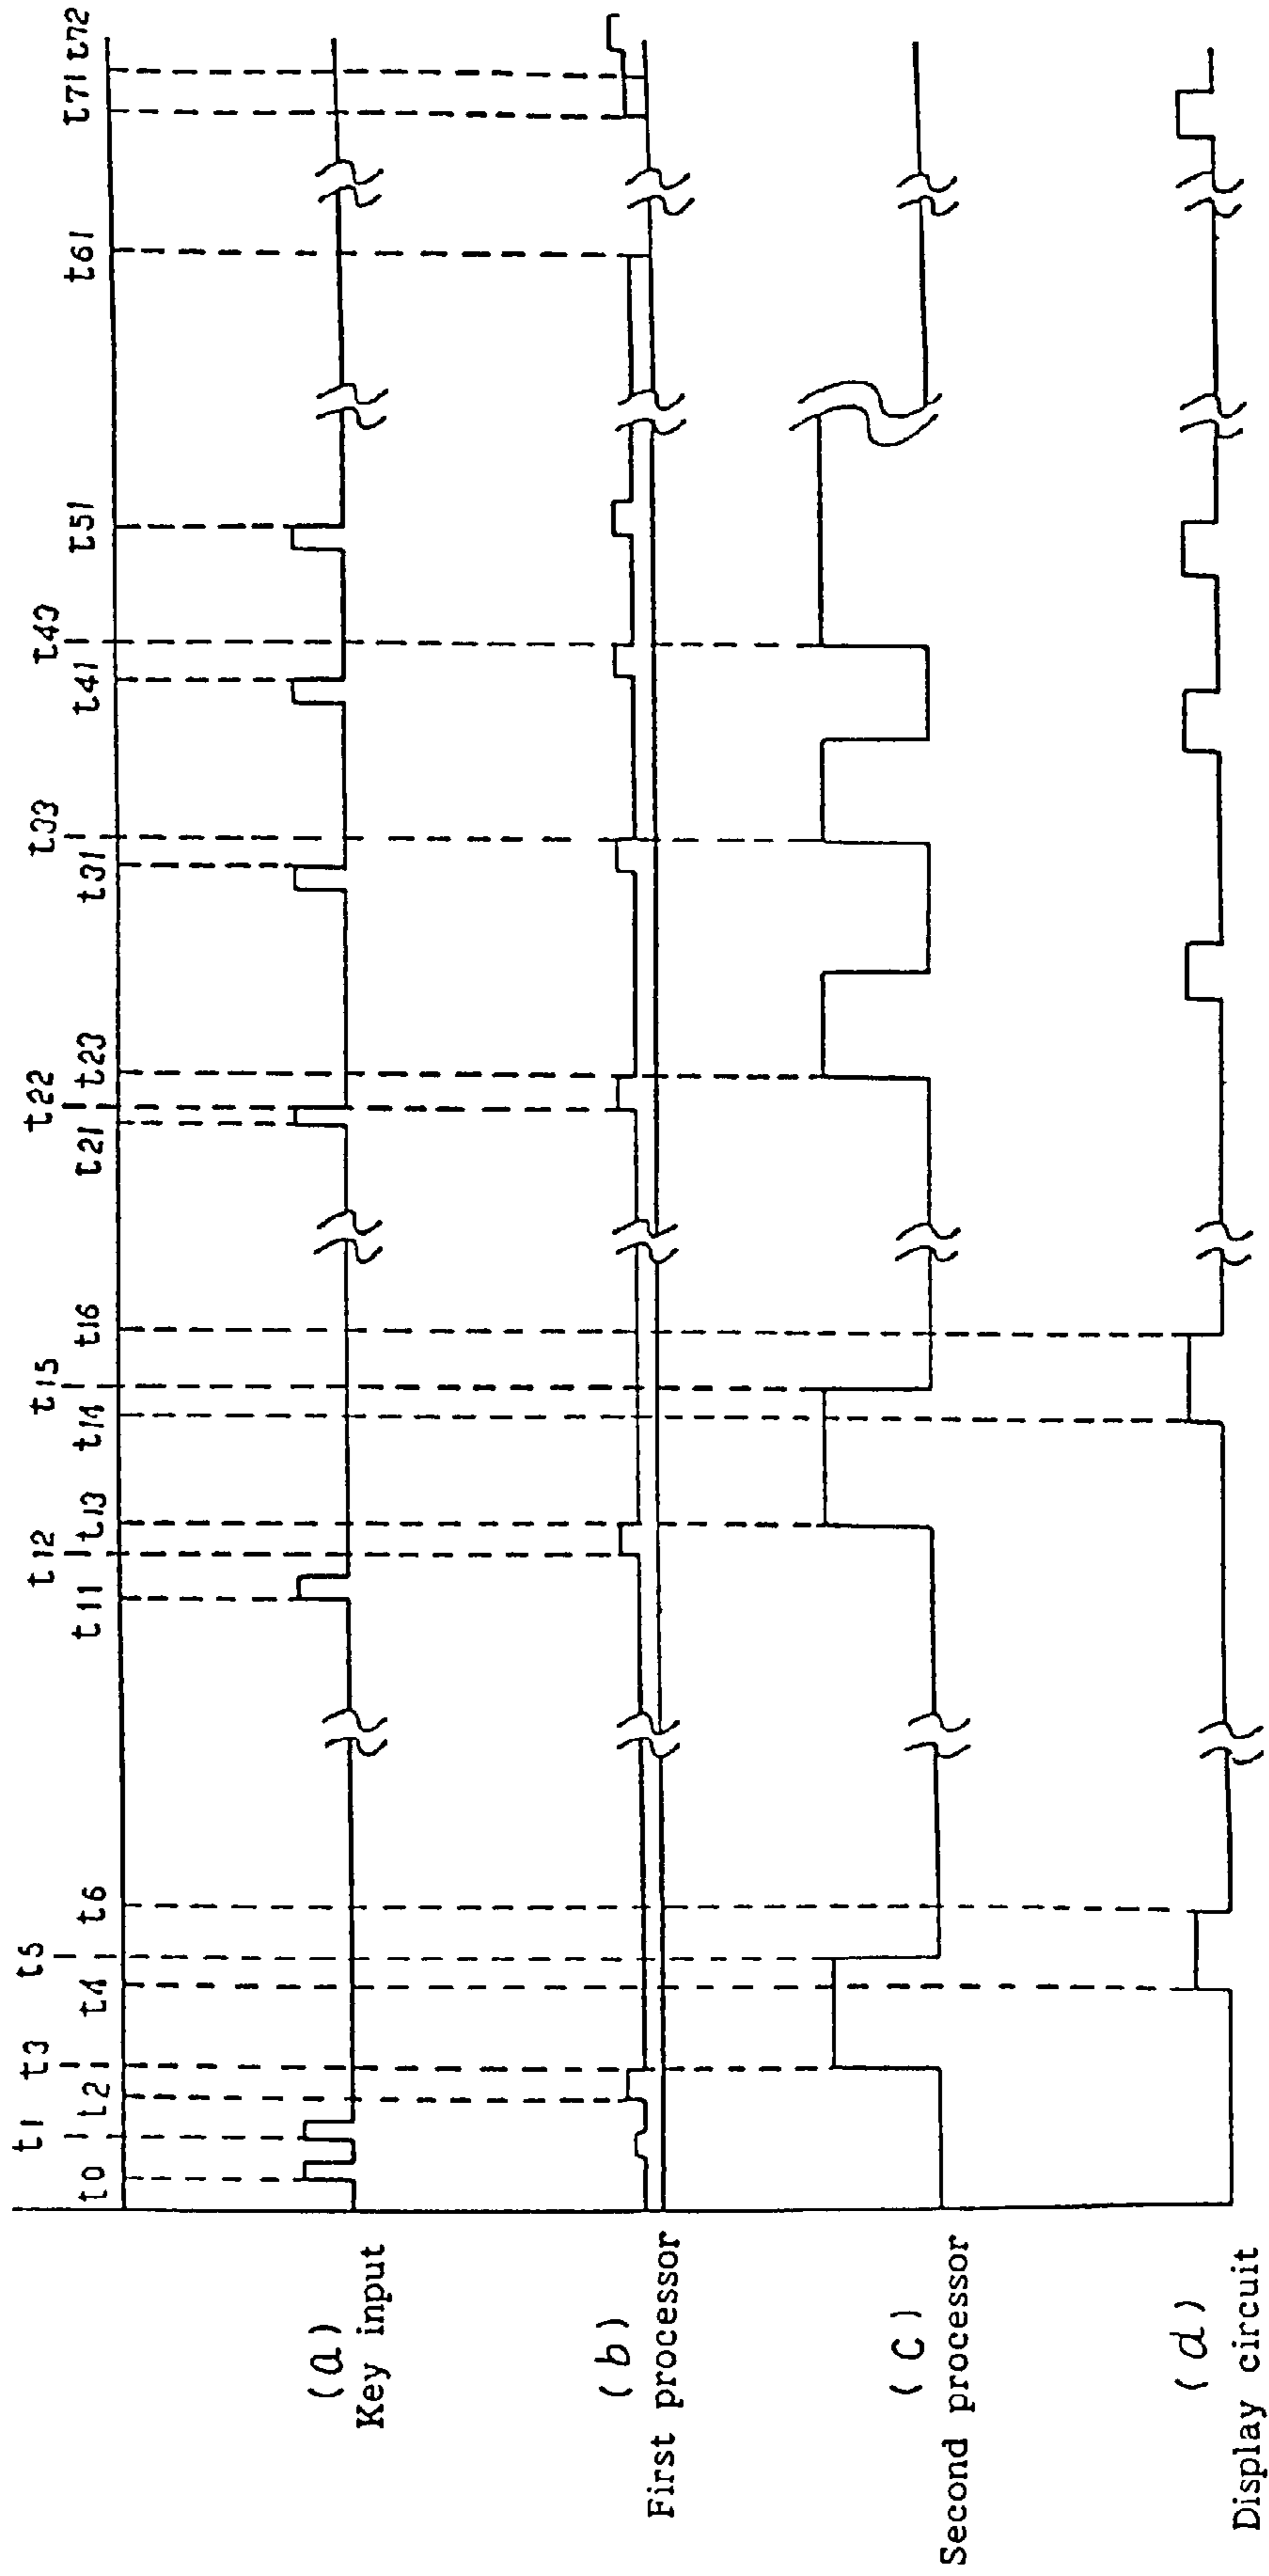 t0 t1 t2 t3 t4 t5 t6 t11 t12 t13 t14 t15 t16 t21 t22 t23 t31 t33 t41 t43 t51 t61 t71 t72
(a)
Key input
(b)
First processor
(c)
Second processor
(d)
Display circuit